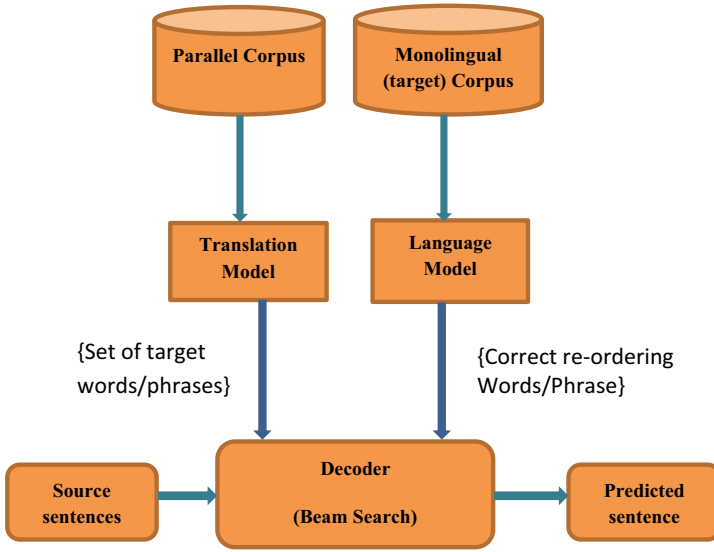 Parallel Corpus
Monolingual
(target) Corpus
Translation
Model
Language
Model
{Set of target
words/phrases}
{Correct re-ordering
Words/Phrase}
Source
sentences
Decoder
(Beam Search)
Predicted
sentence